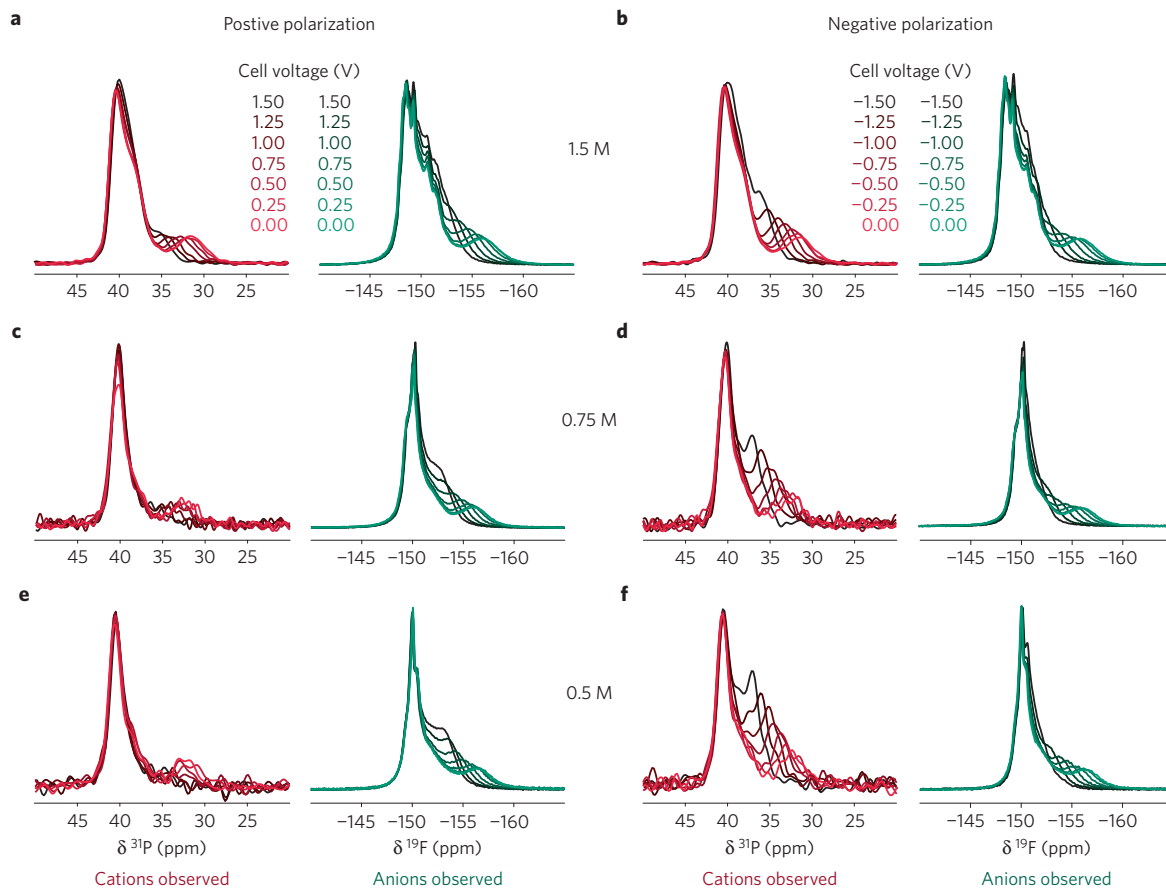 a
Postive polarization
b
Negative polarization
Cell voltage (V)
1.50 1.50
1.25 1.25
1.00 1.00
0.75 0.75
0.50 0.50
0.25 0.25
0.00 0.00
45 40 35 30 25
−145 −150 −155 −160
1.5 M
Cell voltage (V)
−1.50 −1.50
−1.25 −1.25
−1.00 −1.00
−0.75 −0.75
−0.50 −0.50
−0.25 −0.25
0.00 0.00
45 40 35 30 25
−145 −150 −155 −160
c
d
0.75 M
45 40 35 30 25
−145 −150 −155 −160
45 40 35 30 25
−145 −150 −155 −160
e
f
0.5 M
45 40 35 30 25
−145 −150 −155 −160
45 40 35 30 25
−145 −150 −155 −160
δ ³¹P (ppm)
δ ¹⁹F (ppm)
δ ³¹P (ppm)
δ ¹⁹F (ppm)
Cations observed
Anions observed
Cations observed
Anions observed